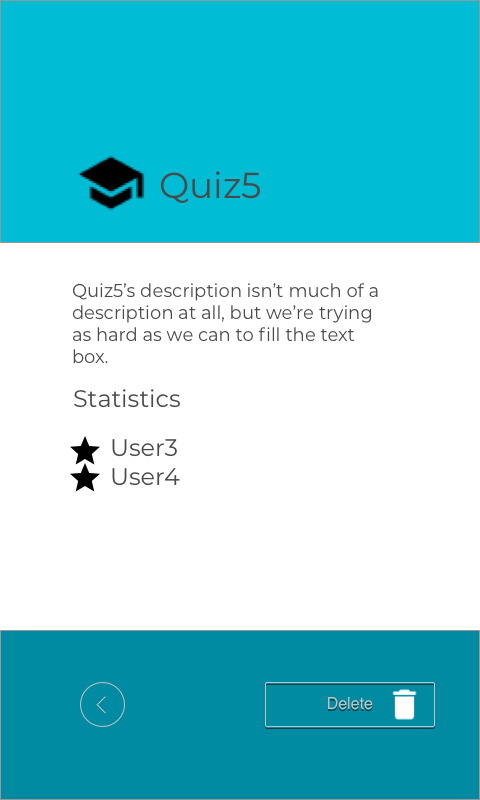 Quiz5
Quiz5’s description isn’t much of a
description at all, but we’re trying
as hard as we can to fill the text
box.
Statistics
User3
User4
Delete